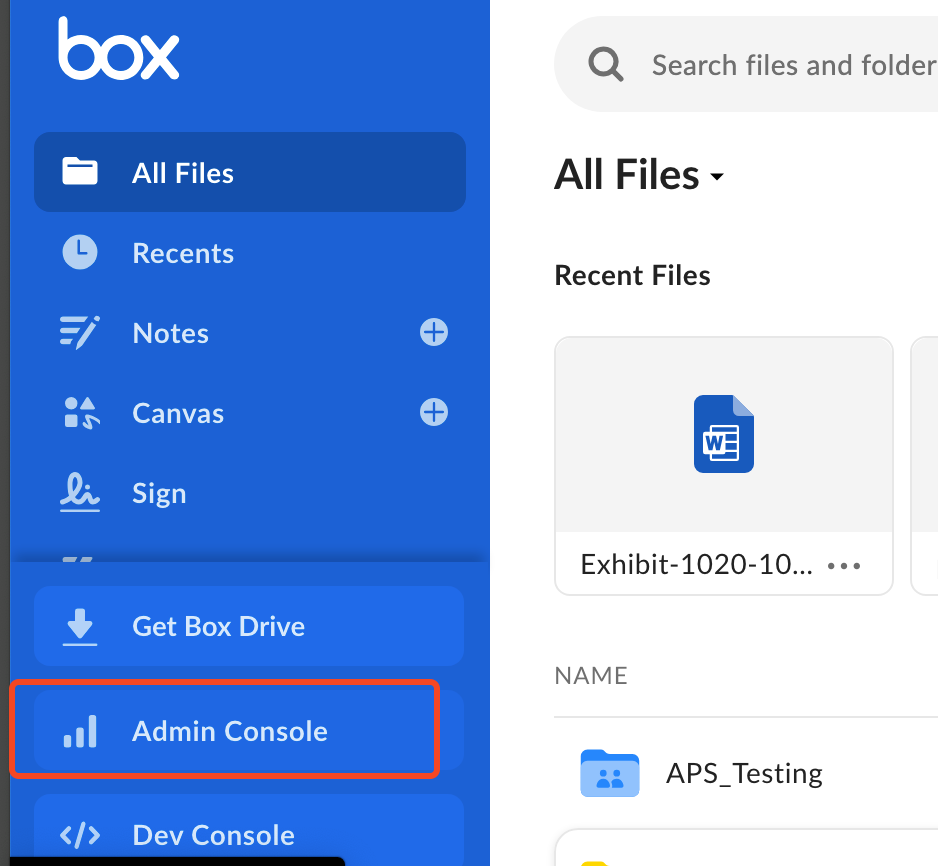 box
All Files
Recents
Notes
Canvas
Sign
Get Box Drive
Admin Console
Dev Console
Search files and folder
All Files
Recent Files
W
Exhibit-1020-10...
NAME
APS_Testing